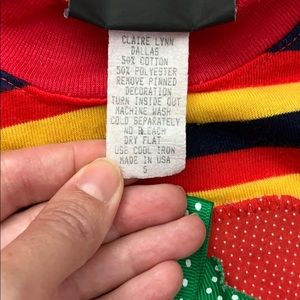 CLAIRE LYNN
DALLAS
50% COTTON
50% POLYESTER
REMOVE PINNED
DECORATION
TURN INSIDE OUT
MACHINE WASH
COLD SEPARATELY
NO BLEACH
DRY FLAT
USE COOL IRON
MADE IN USA
S